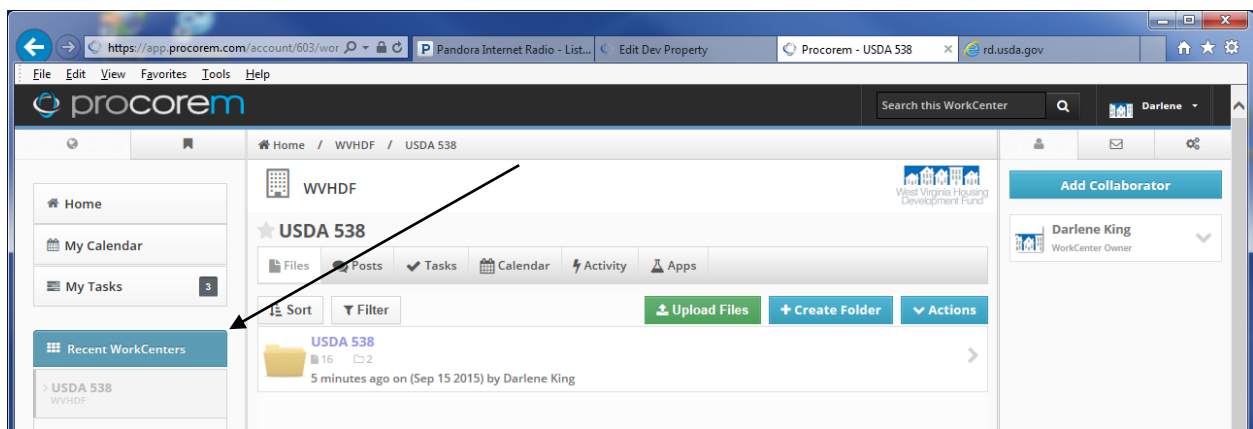 https://app.procorem.com/account/603/wor
Pandora Internet Radio - List...
Edit Dev Property
Procorem - USDA 538
rd.usda.gov
File Edit View Favorites Tools Help
procorem
Search this WorkCenter
Darlene
Home / WVHDF / USDA 538
WVHDF
West Virginia Housing
Development Fund
Add Collaborator
Home
USDA 538
Darlene King
WorkCenter Owner
My Calendar
Files Posts Tasks Calendar Activity Apps
My Tasks 3
Sort Filter Upload Files + Create Folder Actions
Recent WorkCenters
USDA 538
16 2
5 minutes ago on (Sep 15 2015) by Darlene King
> USDA 538
WVHDF